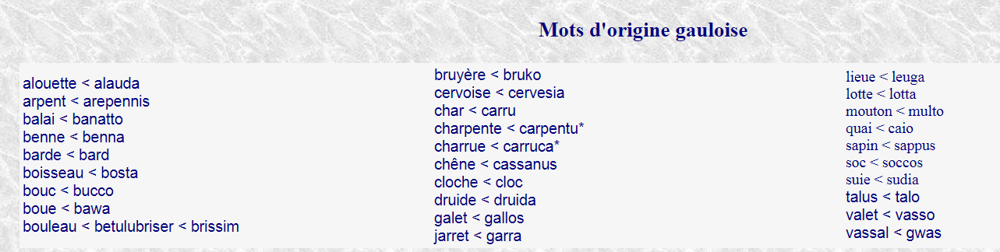 Mots d'origine gauloise
alouette < alauda
arpent < arepennis
balai < banatto
benne < benna
barde < bard
boisseau < bosta
bouc < bucco
boue < bawa
bouleau < betulubriser < brissim
bruyère < bruko
cervoise < cervesia
char < carru
charpente < carpentu*
charrue < carruca*
chêne < cassanus
cloche < cloc
druide < druida
galet < gallos
jarret < garra
lieue < leuga
lotte < lotta
mouton < multo
quai < caio
sapin < sappus
soc < soccos
suie < sudia
talus < talo
valet < vasso
vassal < gwas